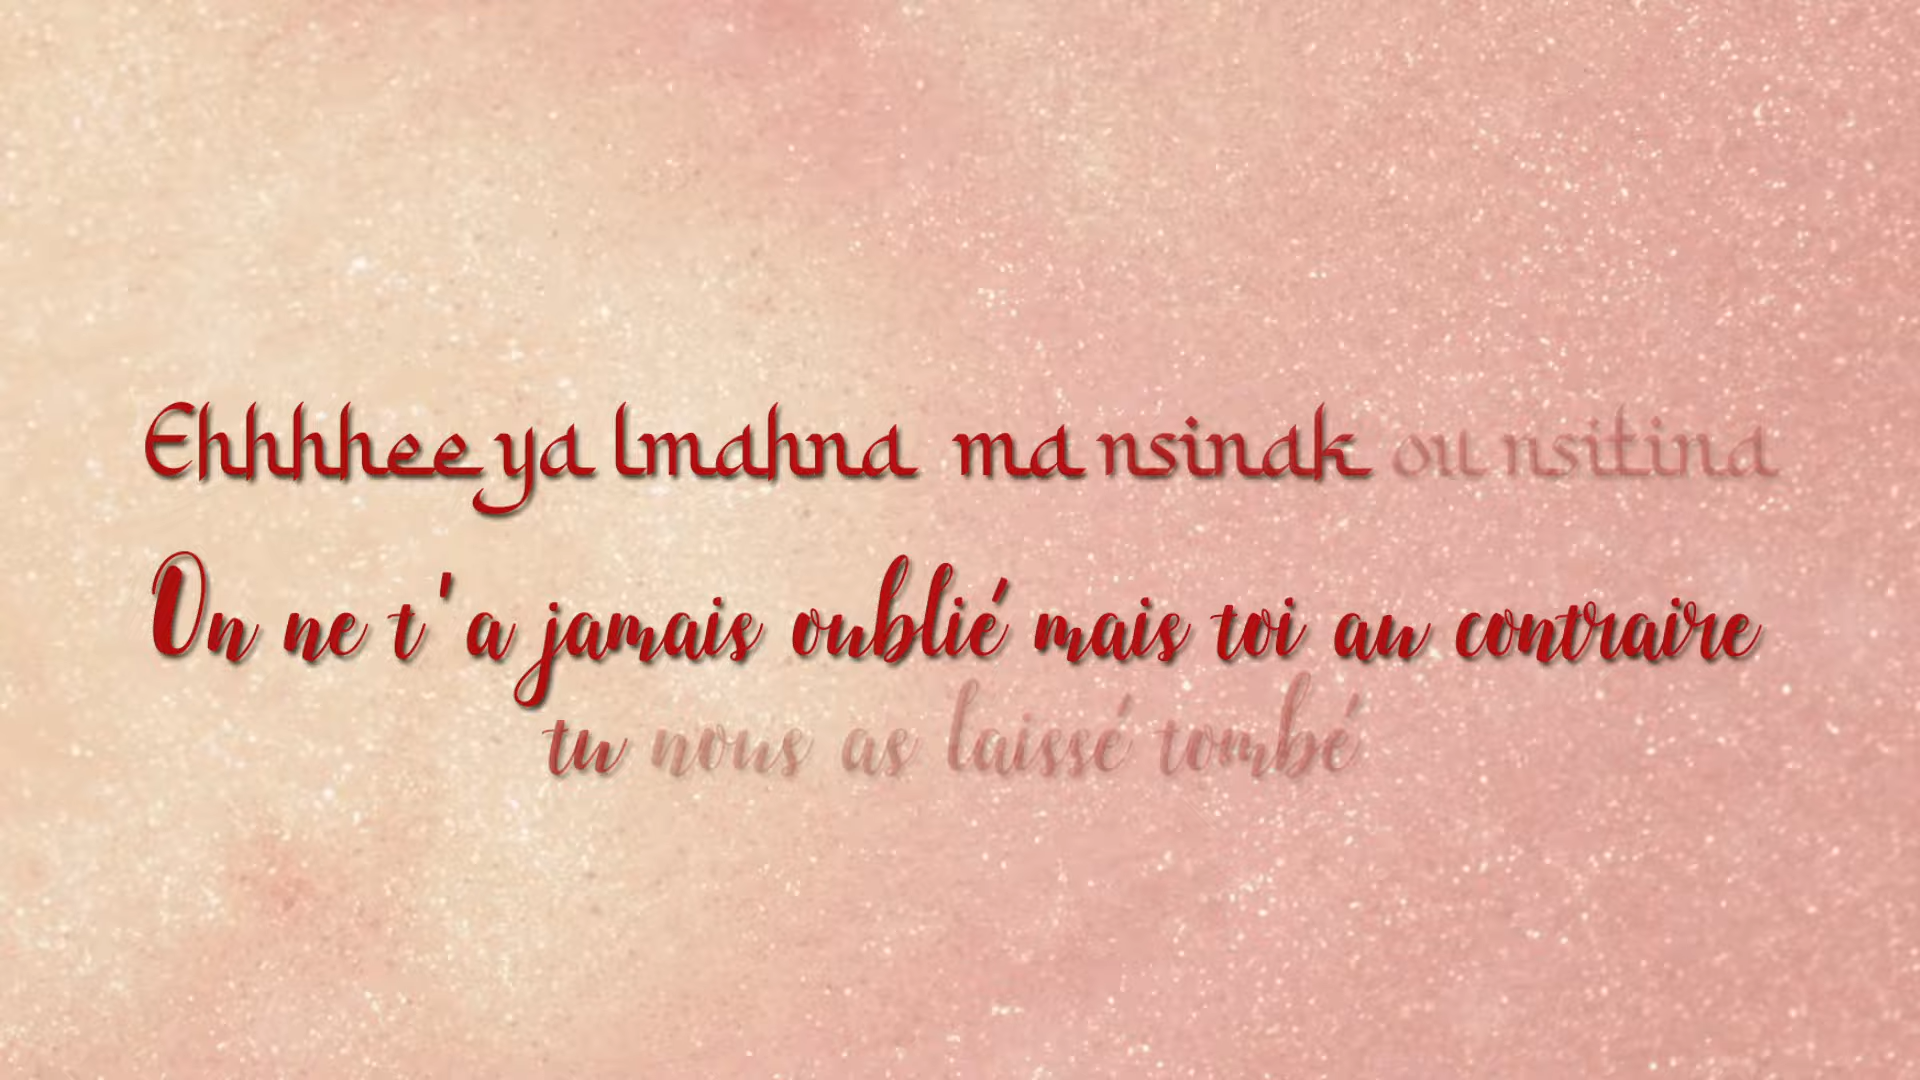 Ehhhhee ya lmahna ma nsinak ou nsitina
On ne t'a jamais oublié mais toi au contraire
tu nous as laissé tombé